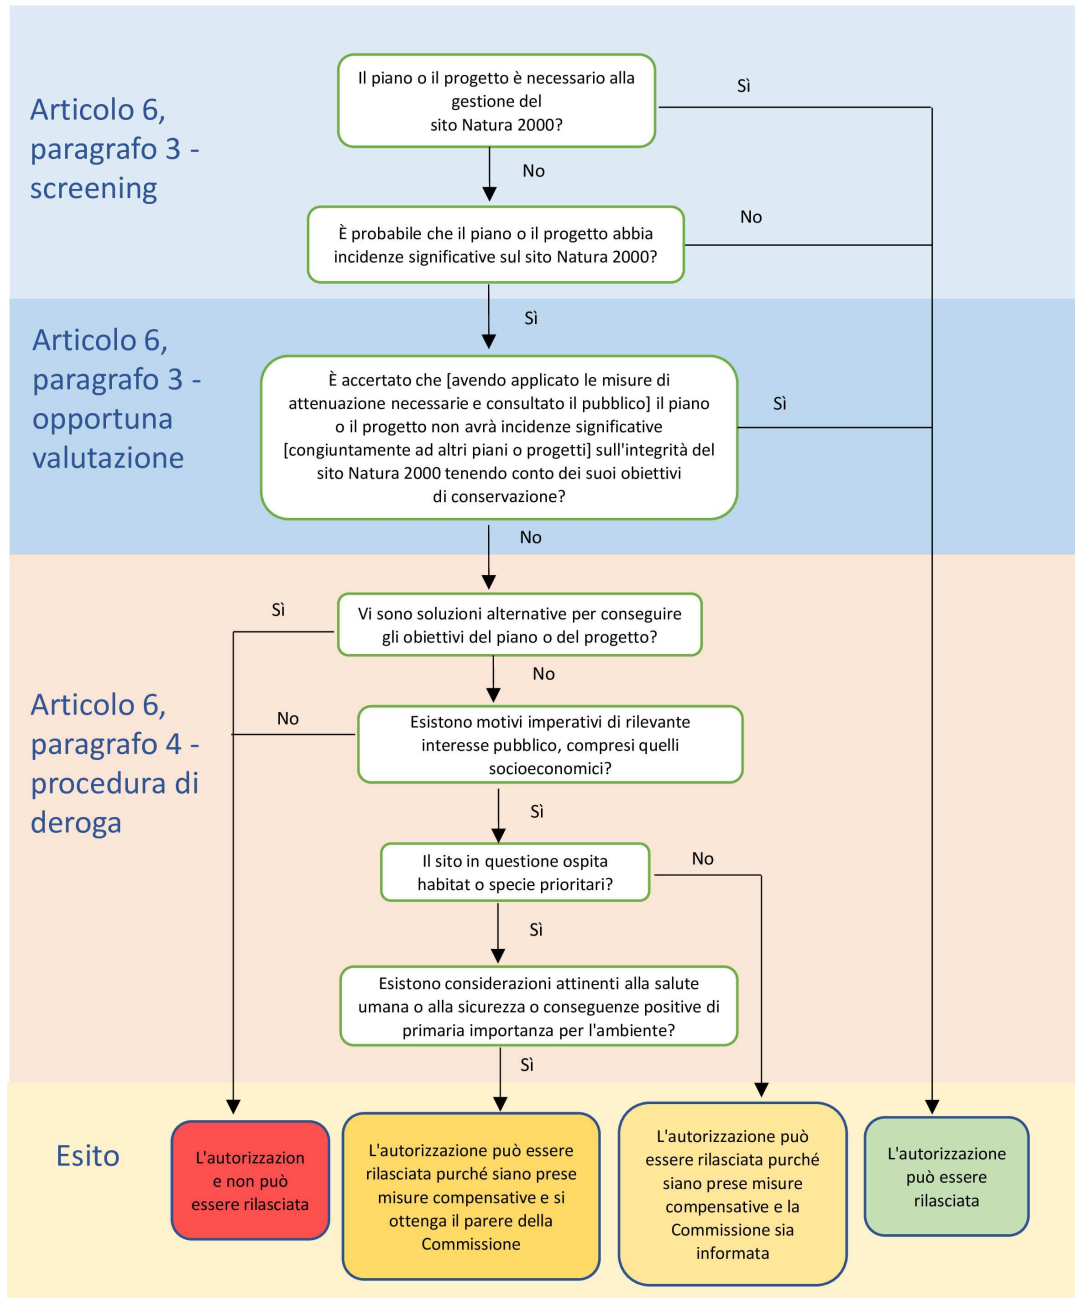 Articolo 6,
paragrafo 3 -
screening
Il piano o il progetto è necessario alla
gestione del
sito Natura 2000?
Sì
No
È probabile che il piano o il progetto abbia
incidenze significative sul sito Natura 2000?
No
Sì
Articolo 6,
paragrafo 3 -
opportuna
valutazione
È accertato che [avendo applicato le misure di
attenuazione necessarie e consultato il pubblico] il piano
o il progetto non avrà incidenze significative
[congiuntamente ad altri piani o progetti] sull'integrità del
sito Natura 2000 tenendo conto dei suoi obiettivi
di conservazione?
Sì
No
Articolo 6,
paragrafo 4 -
procedura di
deroga
Vi sono soluzioni alternative per conseguire
gli obiettivi del piano o del progetto?
Sì
No
Esistono motivi imperativi di rilevante
interesse pubblico, compresi quelli
socioeconomici?
No
Sì
Il sito in questione ospita
habitat o specie prioritari?
No
Sì
Esistono considerazioni attinenti alla salute
umana o alla sicurezza o conseguenze positive di
primaria importanza per l'ambiente?
Sì
Esito
L'autorizzazion
e non può
essere rilasciata
L'autorizzazione può essere
rilasciata purché siano prese
misure compensative e si
ottenga il parere della
Commissione
L'autorizzazione può
essere rilasciata purché
siano prese misure
compensative e la
Commissione sia
informata
L'autorizzazione
può essere
rilasciata